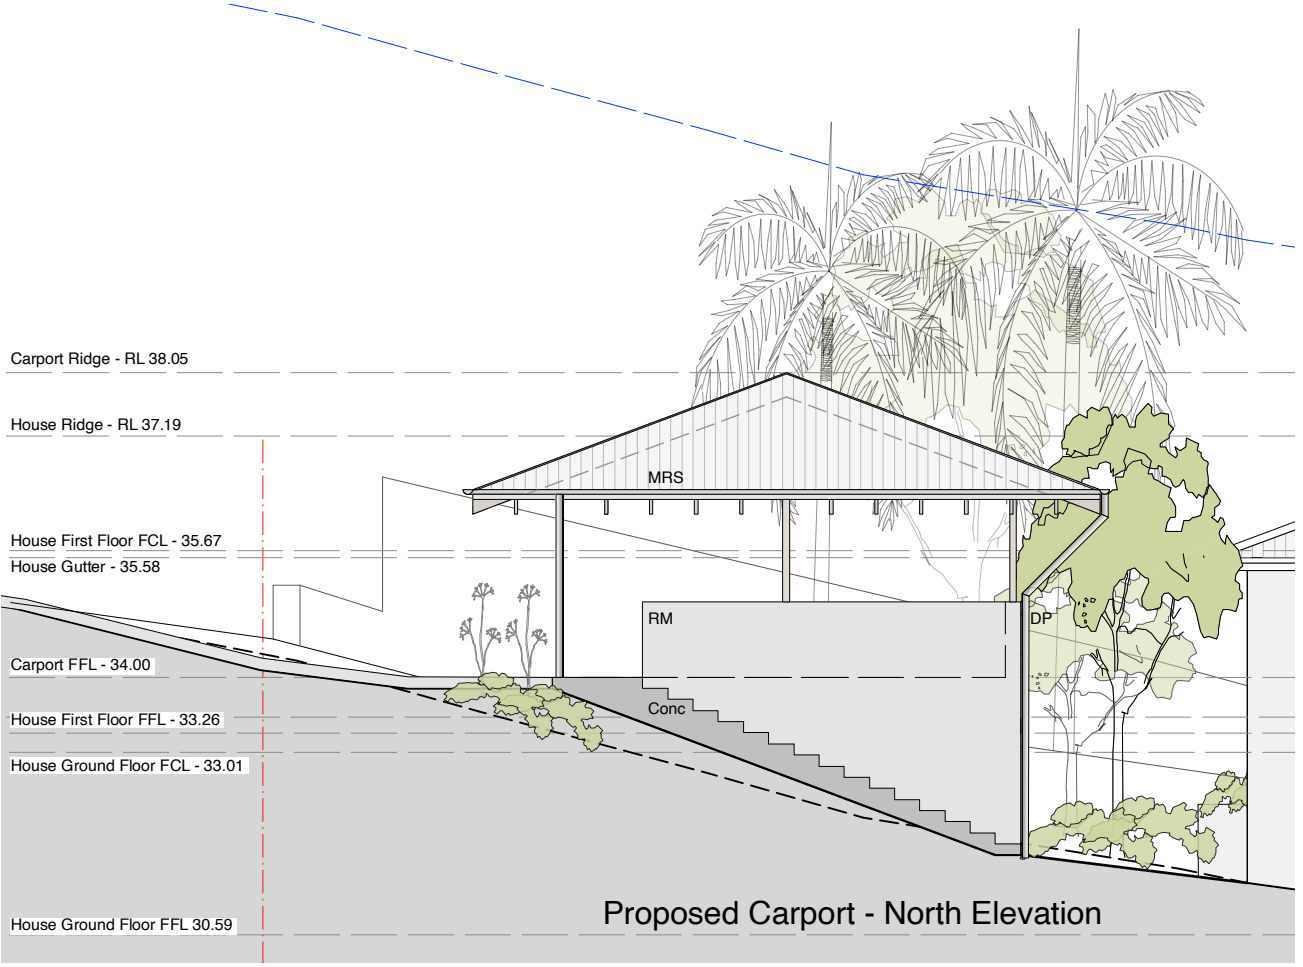 Carport Ridge - RL 38.05
House Ridge - RL 37.19
MRS
House First Floor FCL - 35.67
House Gutter - 35.58
RM
DP
Carport FFL - 34.00
Conc
House First Floor FFL - 33.26
House Ground Floor FCL - 33.01
Proposed Carport - North Elevation
House Ground Floor FFL 30.59